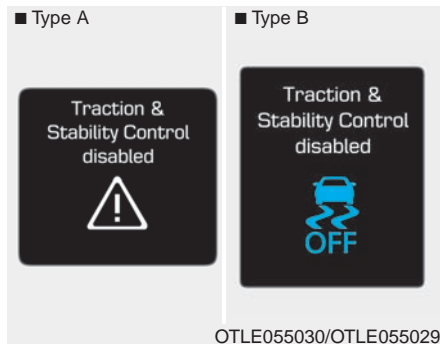 ■ Type A
Traction &
Stability Control
disabled
■ Type B
Traction &
Stability Control
disabled
OFF
OTLE055030/OTLE055029